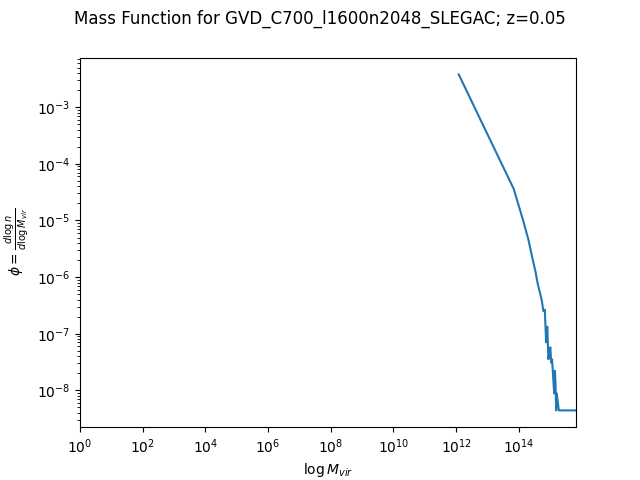 Mass Function for GVD_C700_l1600n2048_SLEGAC; z=0.05
ϕ = d log n / d log M_vir
10^-3
10^-4
10^-5
10^-6
10^-7
10^-8
10^0 10^2 10^4 10^6 10^8 10^10 10^12 10^14
log M_vir